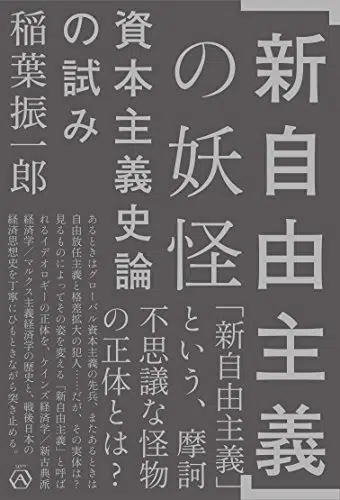 「新自由主義」
の妖怪
資本主義史論
の試み
稲葉振一郎
「新自由主義」
という、摩訶
不思議な怪物
の正体とは?
あるときはグローバル資本主義の先兵、またあるときは
自由放任主義と格差拡大の犯人……だが、その実体は?
見るものによってその姿を変える「新自由主義」と呼ば
れるイデオロギーの正体を、ケインズ経済学/新古典派
経済学/マルクス主義経済学の歴史と、戦後日本の
経済思想史を丁寧にひもときながら突き止める。